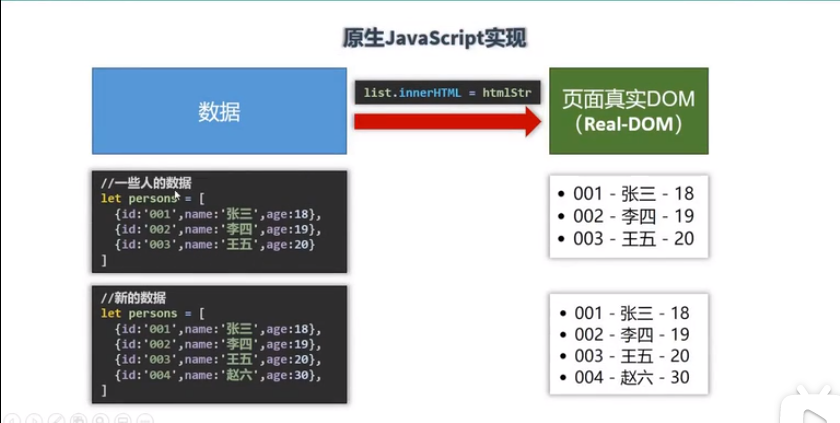 原生JavaScript实现
数据
list.innerHTML = htmlStr
页面真实DOM
（Real-DOM）
//一些人的数据
let persons = [
{id:'001',name:'张三',age:18},
{id:'002',name:'李四',age:19},
{id:'003',name:'王五',age:20}
]
• 001 - 张三 - 18
• 002 - 李四 - 19
• 003 - 王五 - 20
//新的数据
let persons = [
{id:'001',name:'张三',age:18},
{id:'002',name:'李四',age:19},
{id:'003',name:'王五',age:20},
{id:'004',name:'赵六',age:30},
]
• 001 - 张三 - 18
• 002 - 李四 - 19
• 003 - 王五 - 20
• 004 - 赵六 - 30